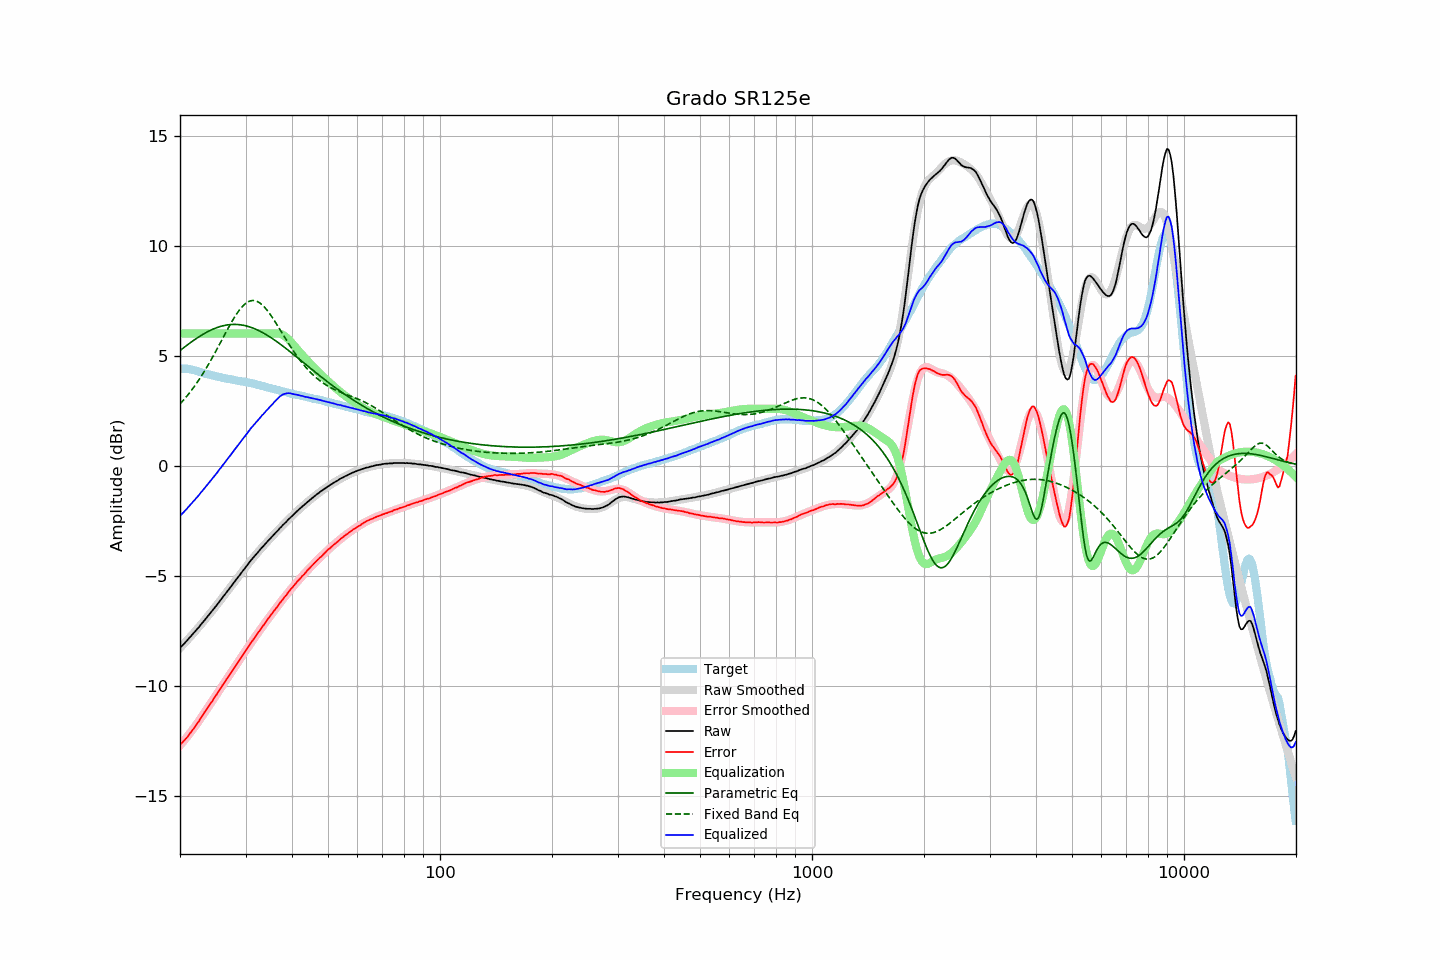 Grado SR125e
15
10
5
0
−5
−10
−15
Amplitude (dBr)
100
1000
10000
Frequency (Hz)
Target
Raw Smoothed
Error Smoothed
Raw
Error
Equalization
Parametric Eq
Fixed Band Eq
Equalized